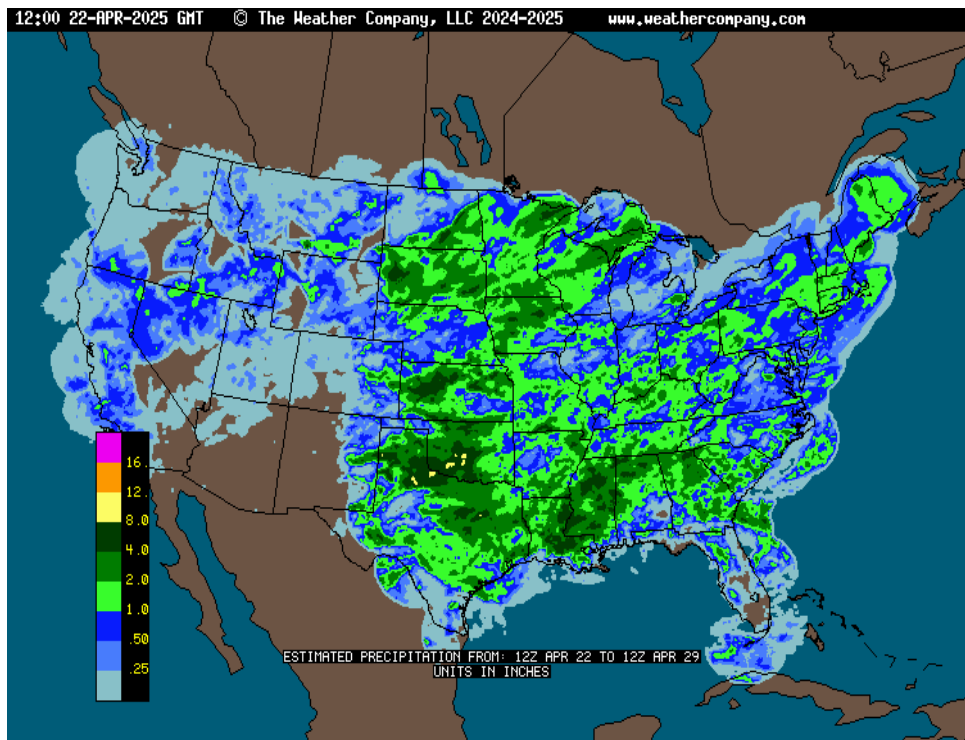 12:00 22-APR-2025 GMT © The Weather Company, LLC 2024-2025 www.weathercompany.com
16.
12.
8.0
4.0
2.0
1.0
.50
.25
ESTIMATED PRECIPITATION FROM: 12Z APR 22 TO 12Z APR 29
UNITS IN INCHES